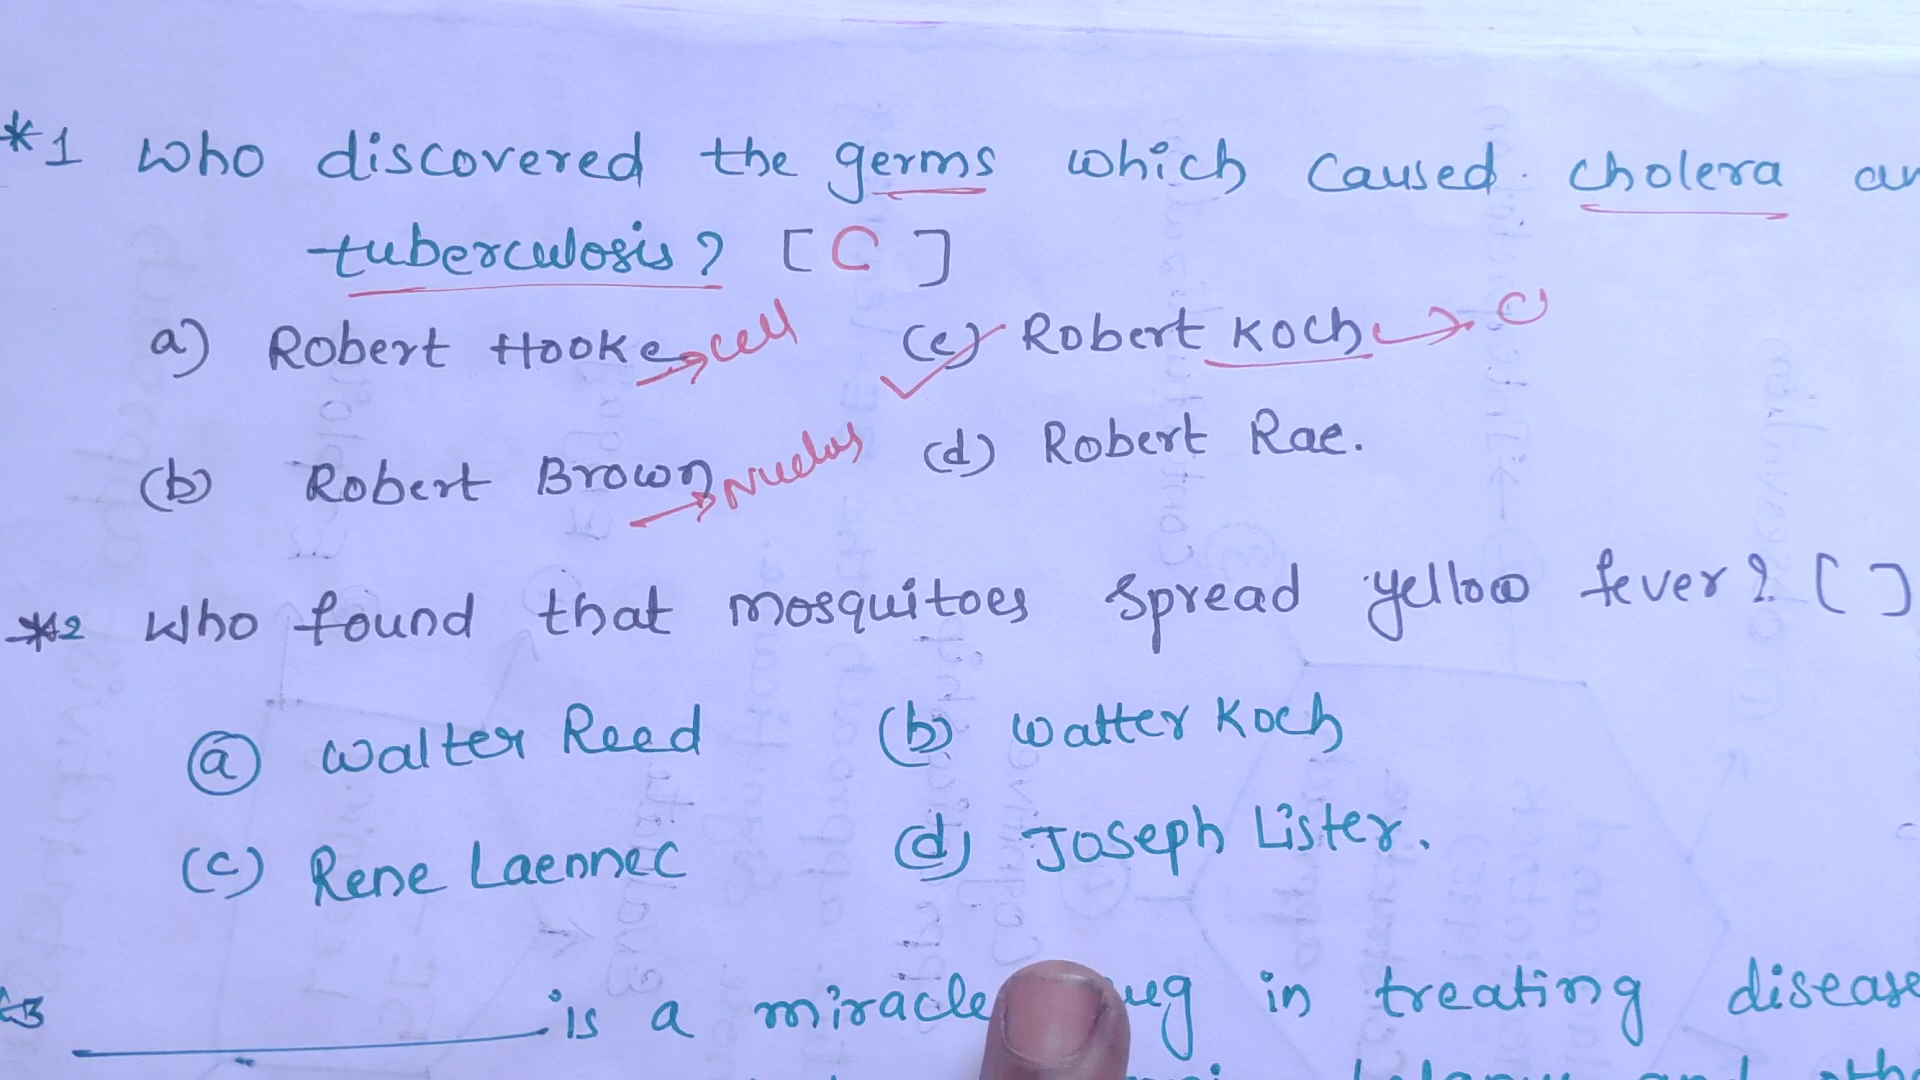 *1 Who discovered the germs which caused cholera
tuberculosis? [C]
a) Robert Hooke → cell (c) Robert Koch →
(b) Robert Brown → (d) Robert Rae.
*2 Who found that mosquitoes spread yellow fever? [ ]
(a) Walter Reed (b) Walter Koch
(c) Rene Laennec (d) Joseph Lister.
*3 ________ is a miracle in treating disease